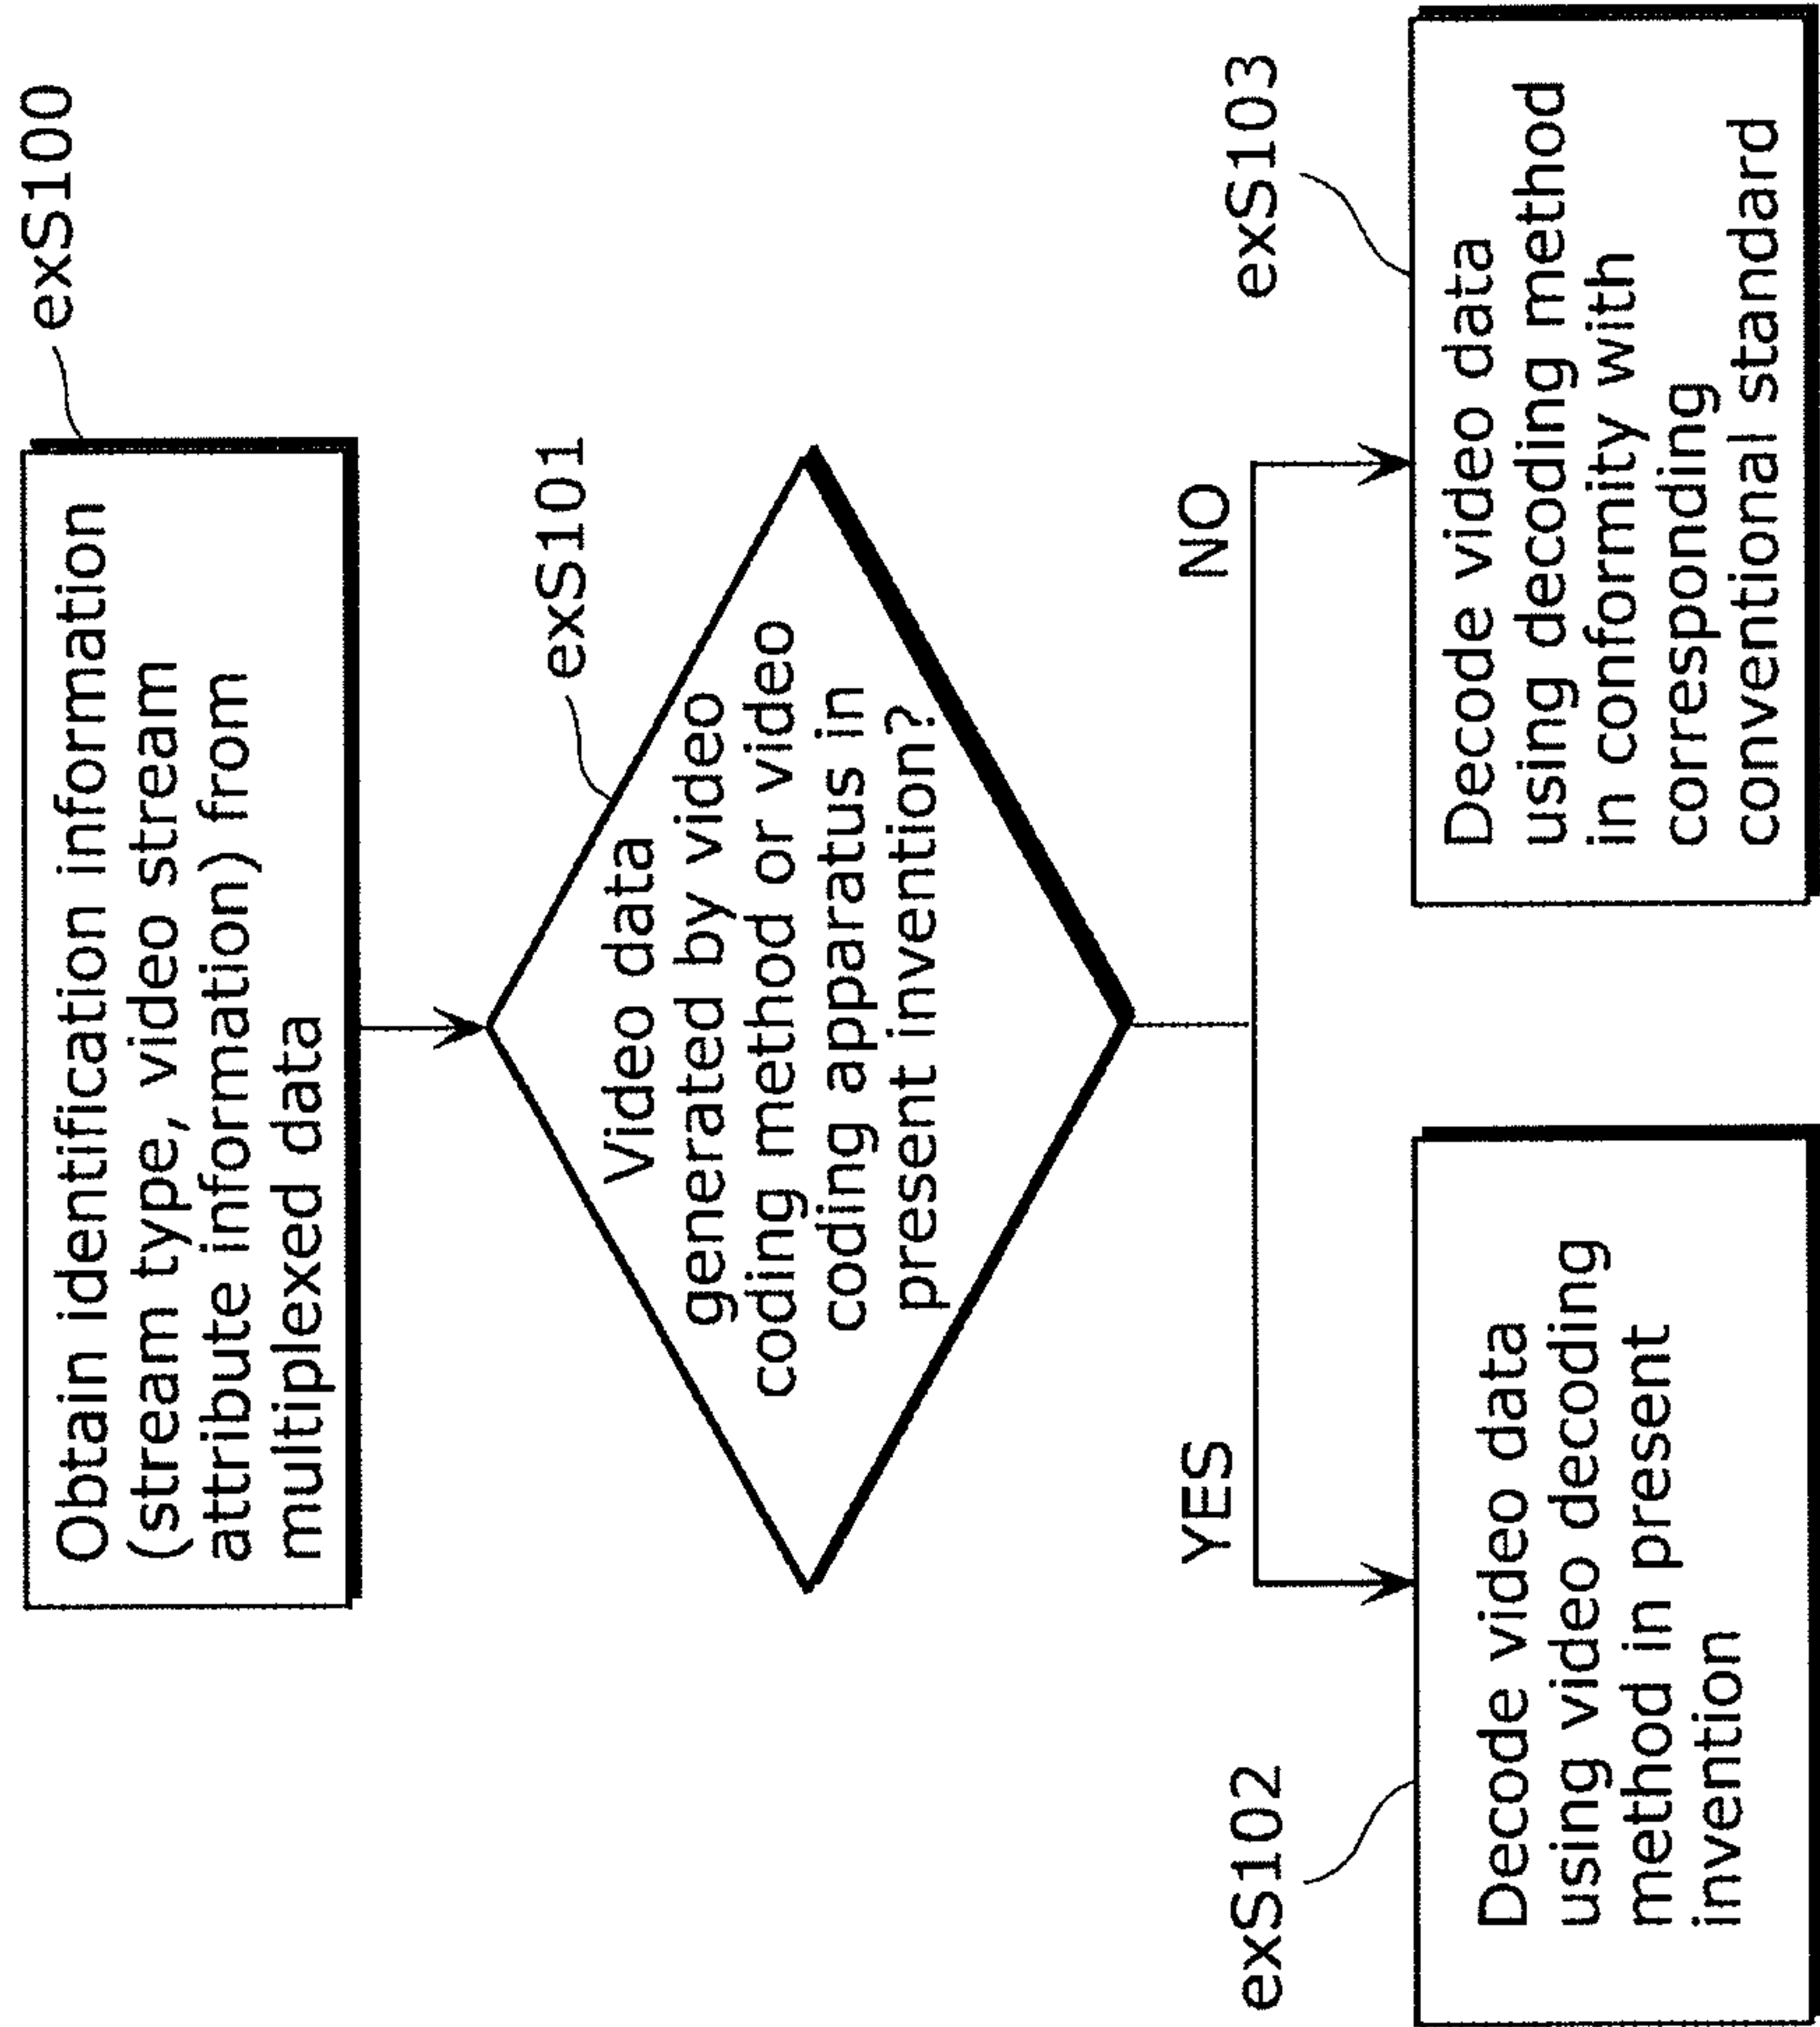 exS100
Obtain identification information
(stream type, video stream
attribute information) from
multiplexed data
exS101
Video data
generated by video
coding method or video
coding apparatus in
present invention?
YES
NO
exS102
Decode video data
using video decoding
method in present
invention
exS103
Decode video data
using decoding method
in conformity with
corresponding
conventional standard